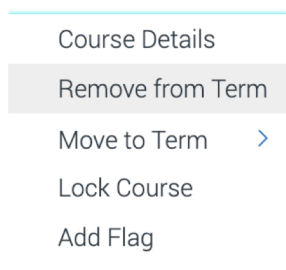 Course Details
Remove from Term
Move to Term >
Lock Course
Add Flag